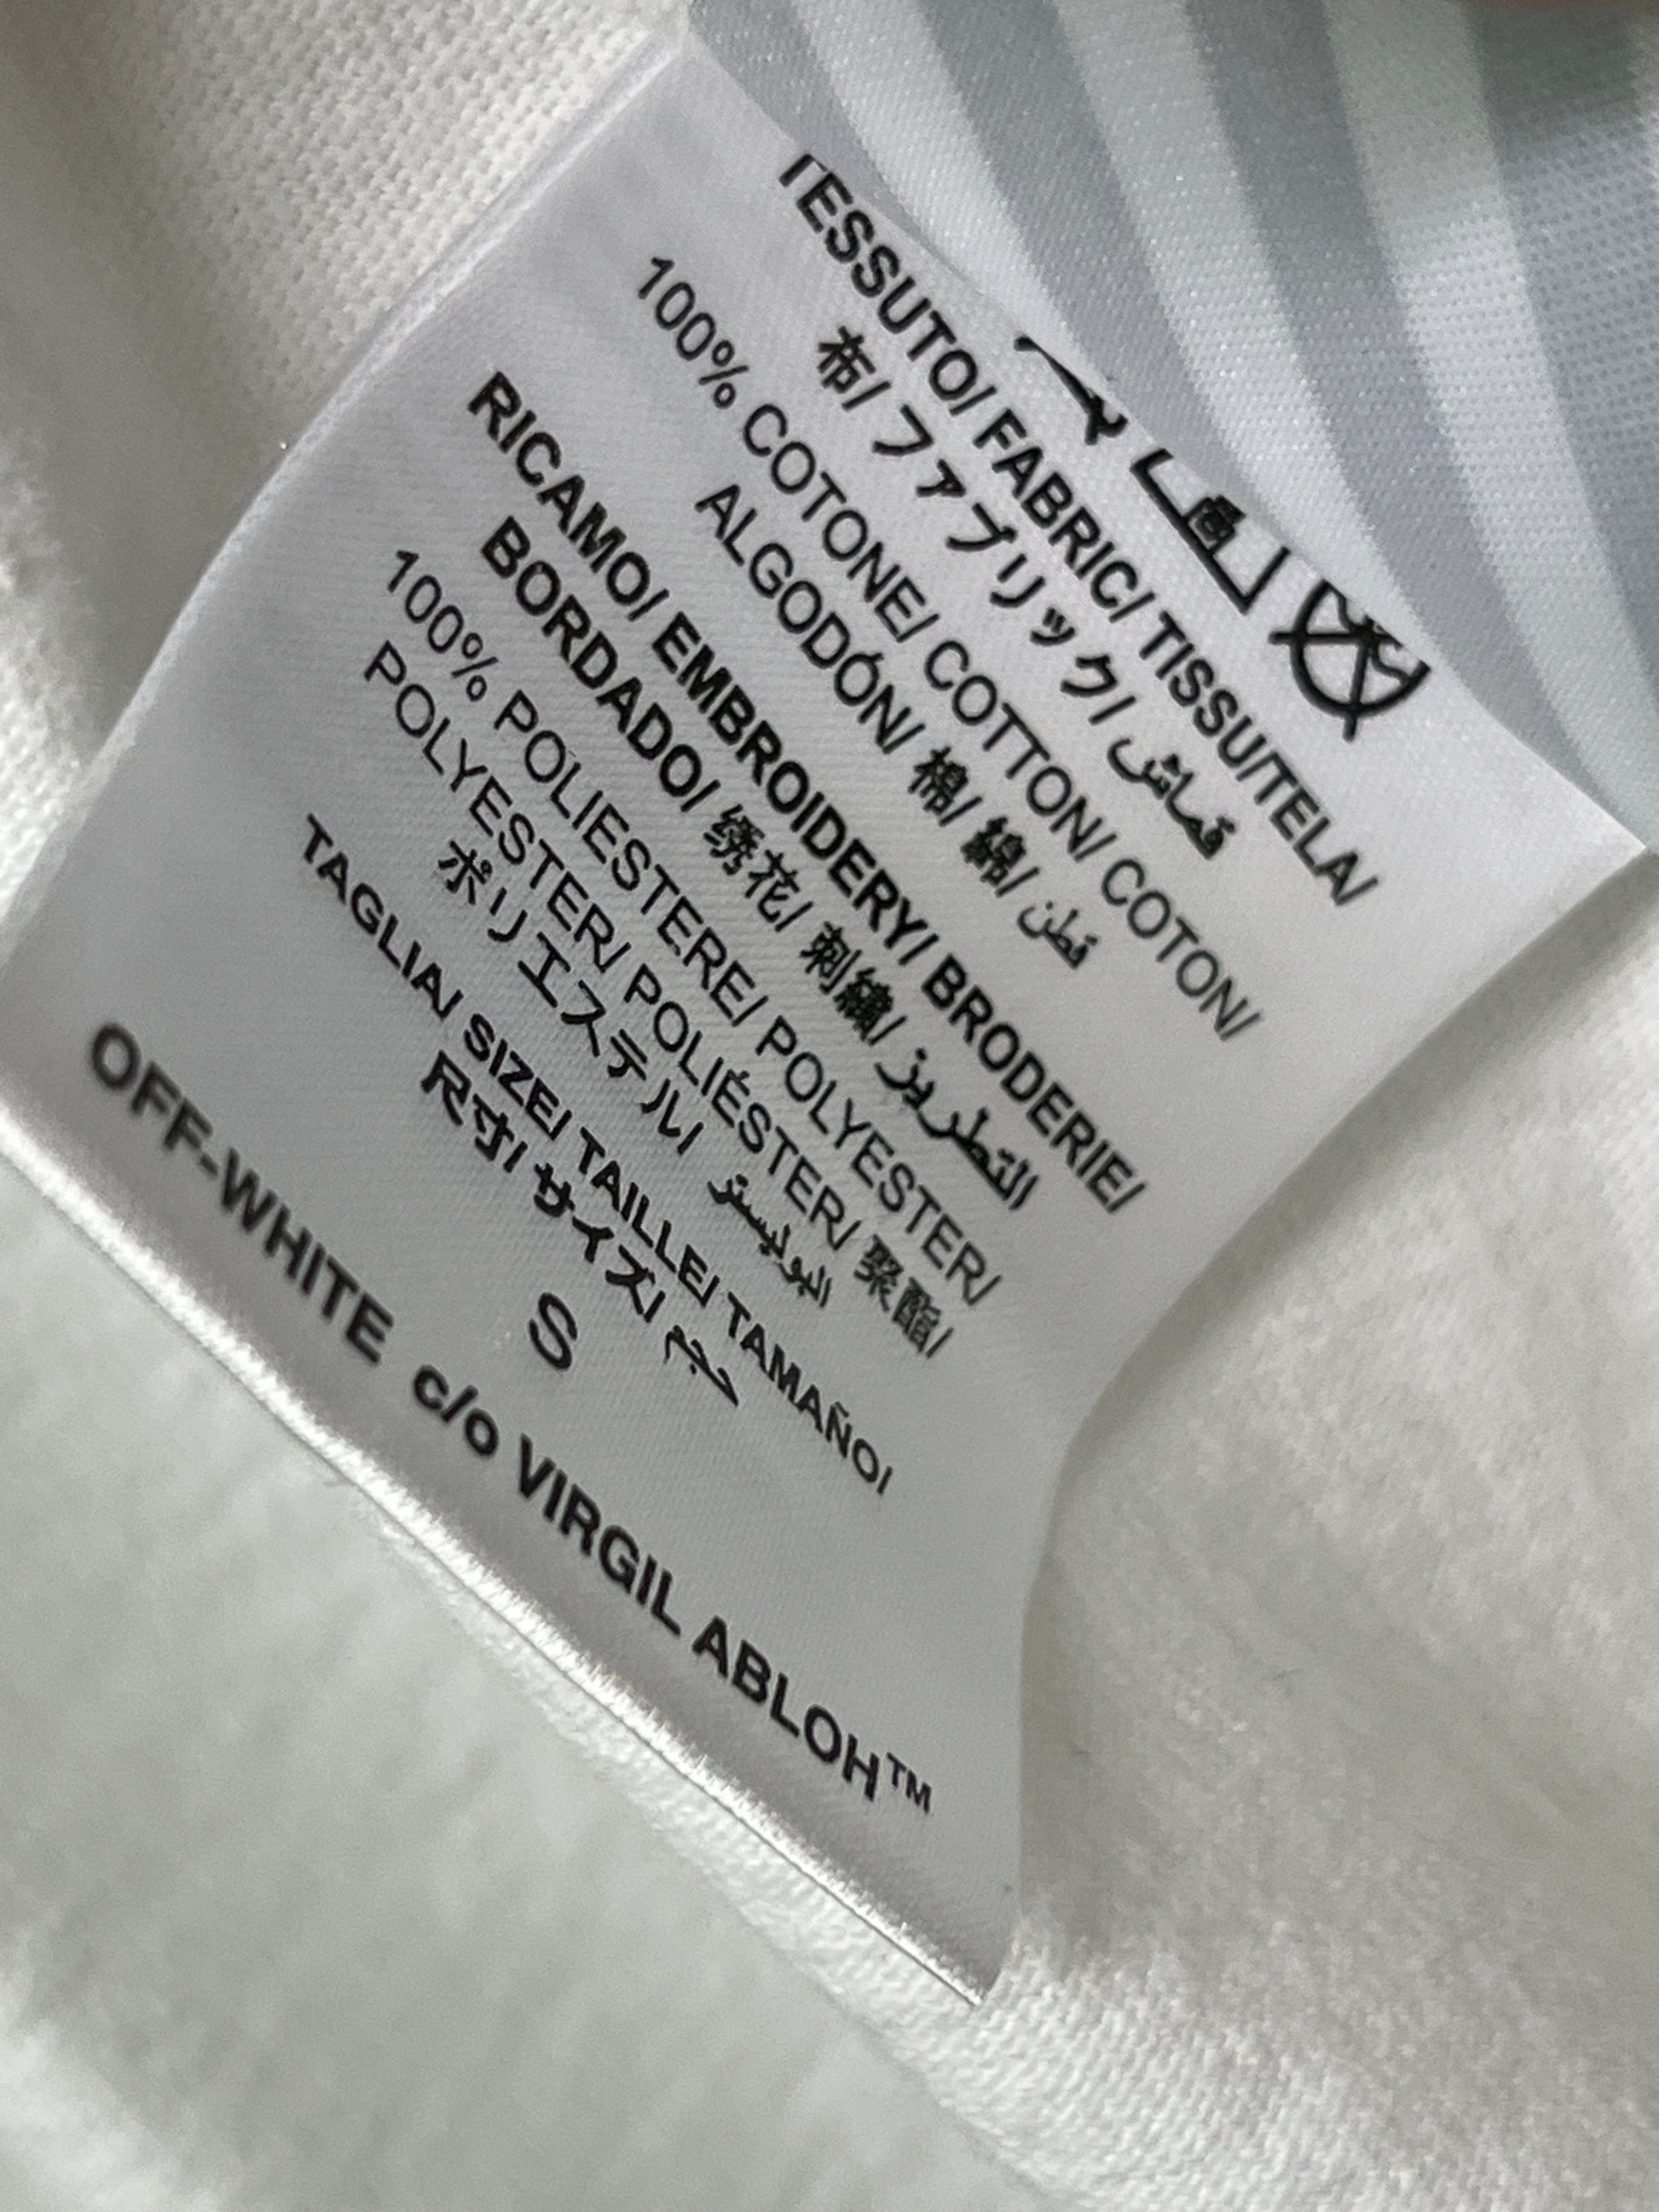 TESSUTO/ FABRIC/ TISSU/TELA/
布/ ファブリック/ قماش
100% COTONE/ COTTON/ COTON/
ALGODÓN/ 棉/ 綿/ قطن
RICAMO/ EMBROIDERY/ BRODERIE/
BORDADO/ 绣花/ 刺繍/ التطريز
100% POLIESTERE/ POLYESTER/
POLYESTER/ POLIÉSTER/ 聚酯/
ポリエステル/ البوليستر
TAGLIA/ SIZE/ TAILLE/ TAMAÑO/
尺寸/ サイズ/ حجم
S
OFF-WHITE c/o VIRGIL ABLOH™